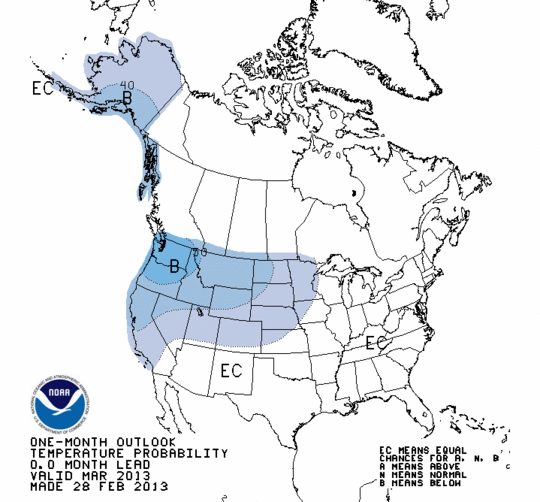 EC
40
B
50
B
EC
EC
NOAA
ONE-MONTH OUTLOOK
TEMPERATURE PROBABILITY
0.0 MONTH LEAD
VALID MAR 2013
MADE 28 FEB 2013
EC MEANS EQUAL
CHANCES FOR A, N, B
A MEANS ABOVE
N MEANS NORMAL
B MEANS BELOW